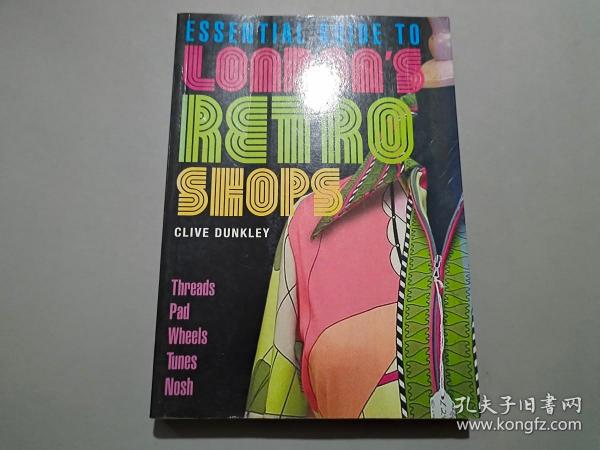 ESSENTIAL GUIDE TO
LONDON'S
RETRO
SHOPS
CLIVE DUNKLEY
Threads
Pad
Wheels
Tunes
Nosh
孔夫子旧書网
www.kongfz.com